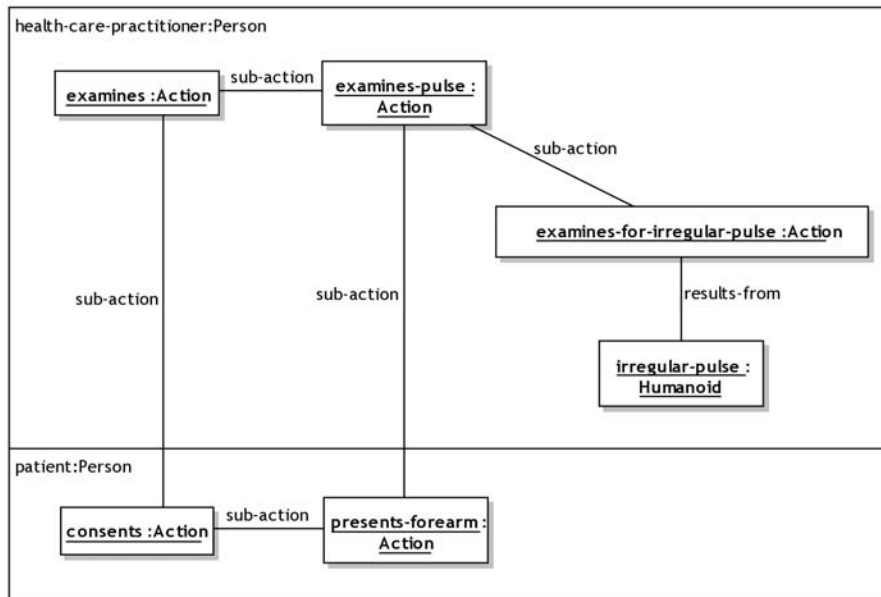 health-care-practitioner:Person
sub-action
examines :Action
examines-pulse :
Action
sub-action
examines-for-irregular-pulse :Action
sub-action
sub-action
results-from
irregular-pulse :
Humanoid
patient:Person
consents :Action
sub-action
presents-forearm :
Action